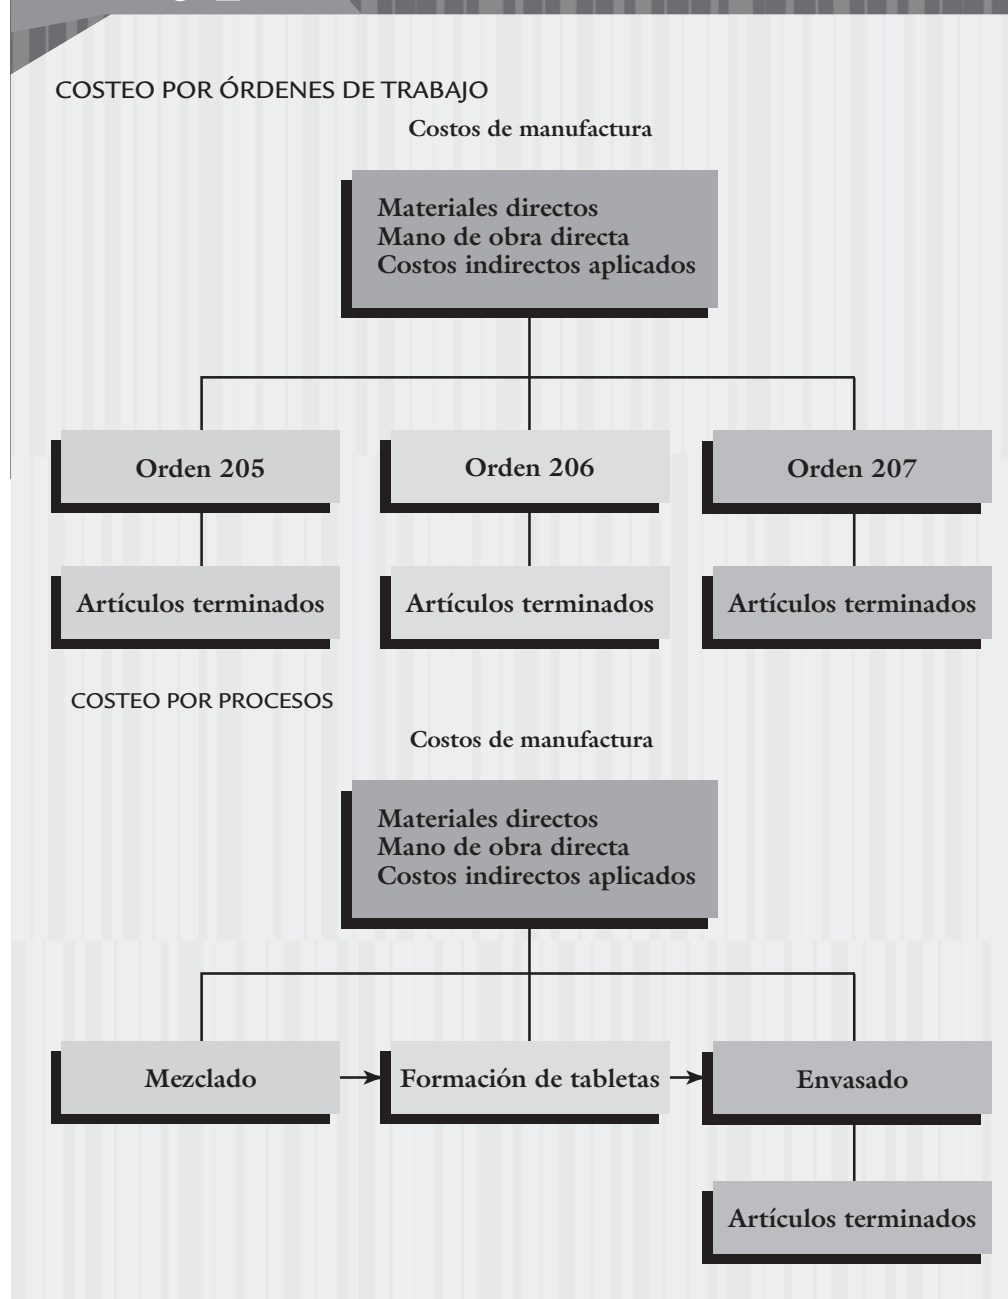 COSTEO POR ÓRDENES DE TRABAJO
Costos de manufactura
Materiales directos
Mano de obra directa
Costos indirectos aplicados
Orden 205
Orden 206
Orden 207
Artículos terminados
Artículos terminados
Artículos terminados
COSTEO POR PROCESOS
Costos de manufactura
Materiales directos
Mano de obra directa
Costos indirectos aplicados
Mezclado
Formación de tabletas
Envasado
Artículos terminados